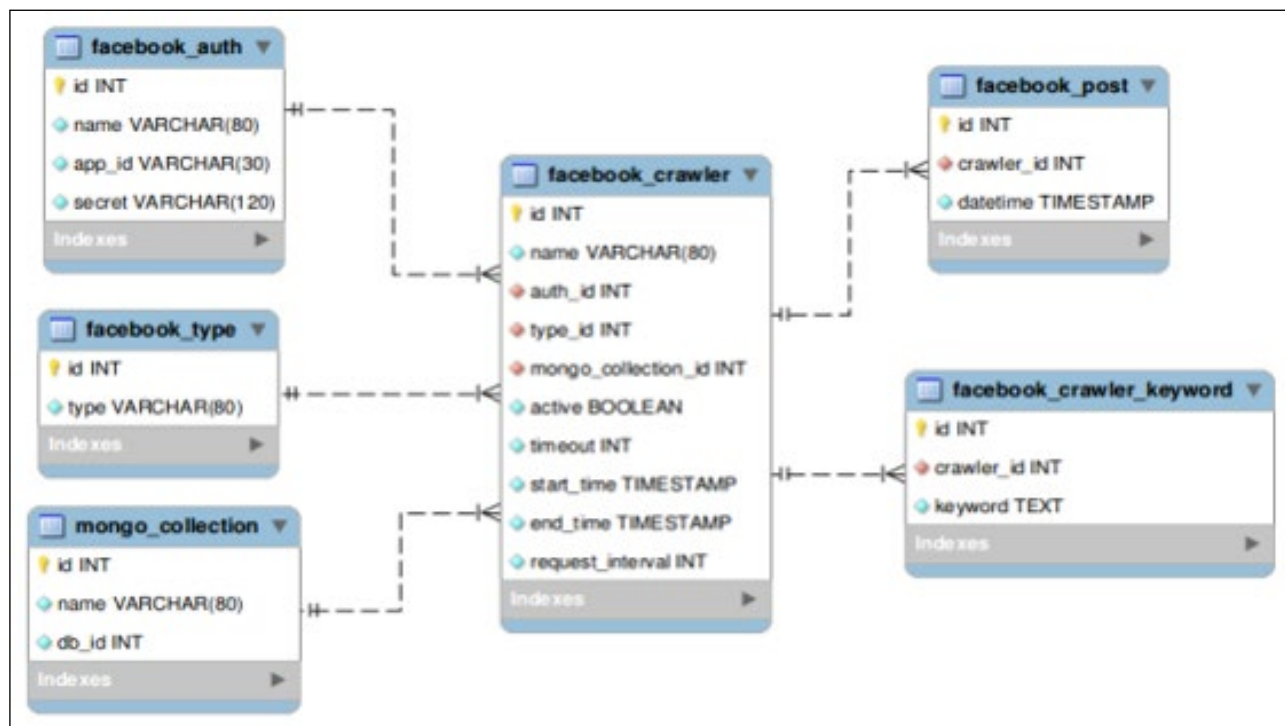 facebook_auth
id INT
name VARCHAR(80)
app_id VARCHAR(30)
secret VARCHAR(120)
Indexes
facebook_type
id INT
type VARCHAR(80)
Indexes
mongo_collection
id INT
name VARCHAR(80)
db_id INT
Indexes
facebook_crawler
id INT
name VARCHAR(80)
auth_id INT
type_id INT
mongo_collection_id INT
active BOOLEAN
timeout INT
start_time TIMESTAMP
end_time TIMESTAMP
request_interval INT
Indexes
facebook_post
id INT
crawler_id INT
datetime TIMESTAMP
Indexes
facebook_crawler_keyword
id INT
crawler_id INT
keyword TEXT
Indexes